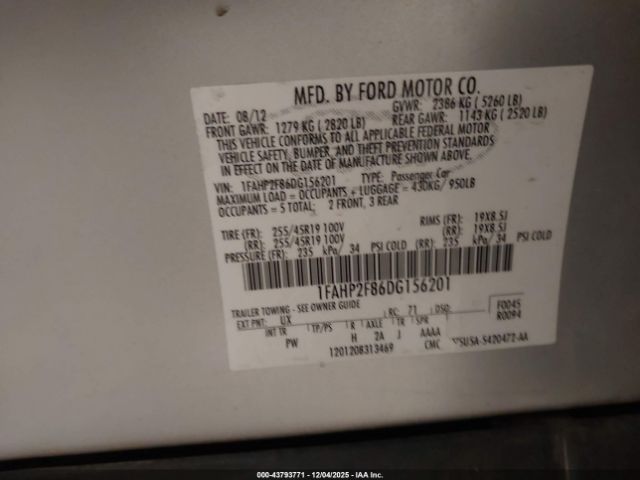 MFD. BY FORD MOTOR CO.
DATE: 08/12 GVWR: 2386 KG ( 5260 LB)
FRONT GAWR: 1279 KG ( 2820 LB) REAR GAWR: 1143 KG ( 2520 LB)
THIS VEHICLE CONFORMS TO ALL APPLICABLE FEDERAL MOTOR
VEHICLE SAFETY, BUMPER, AND THEFT PREVENTION STANDARDS
IN EFFECT ON THE DATE OF MANUFACTURE SHOWN ABOVE.
VIN: 1FAHP2F86DG156201 TYPE: Passenger Car
MAXIMUM LOAD = OCCUPANTS + LUGGAGE = 430KG/950LB
OCCUPANTS = 5 TOTAL: 2 FRONT, 3 REAR
TIRE (FR): 255/45R19 100V RIMS (FR): 19X8.5J
(RR): 255/45R19 100V (RR): 19X8.5J
PRESSURE (FR): 235 kPa/ 34 PSI COLD (RR): 235 kPa/ 34 PSI COLD
1FAHP2F86DG156201
TRAILER TOWING - SEE OWNER GUIDE RC: 71 DSO: F0045
EXT PNT: UX R0094
INT TR TP/PS R AXLE TR SPR
PW H 2A J AAAA
1201208313469 CMC 5U5A-5420472-AA
000-43793771 - 12/04/2025 - IAA Inc.